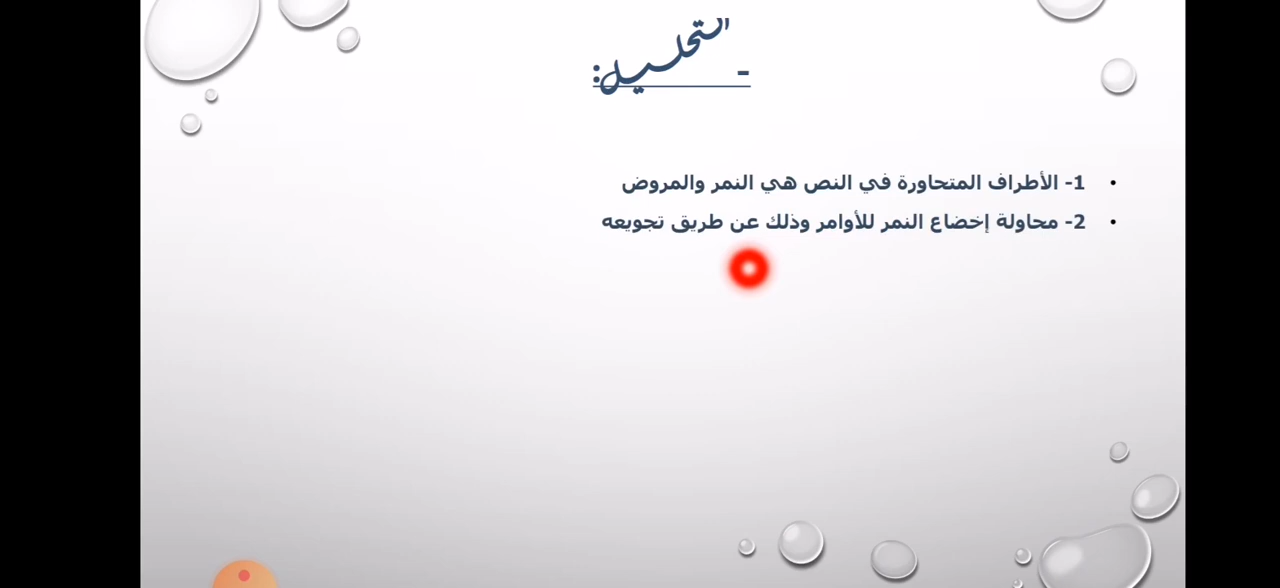 - التحليل:
• 1- الأطراف المتحاورة في النص هي النمر والمروض
• 2- محاولة إخضاع النمر للأوامر وذلك عن طريق تجويعه